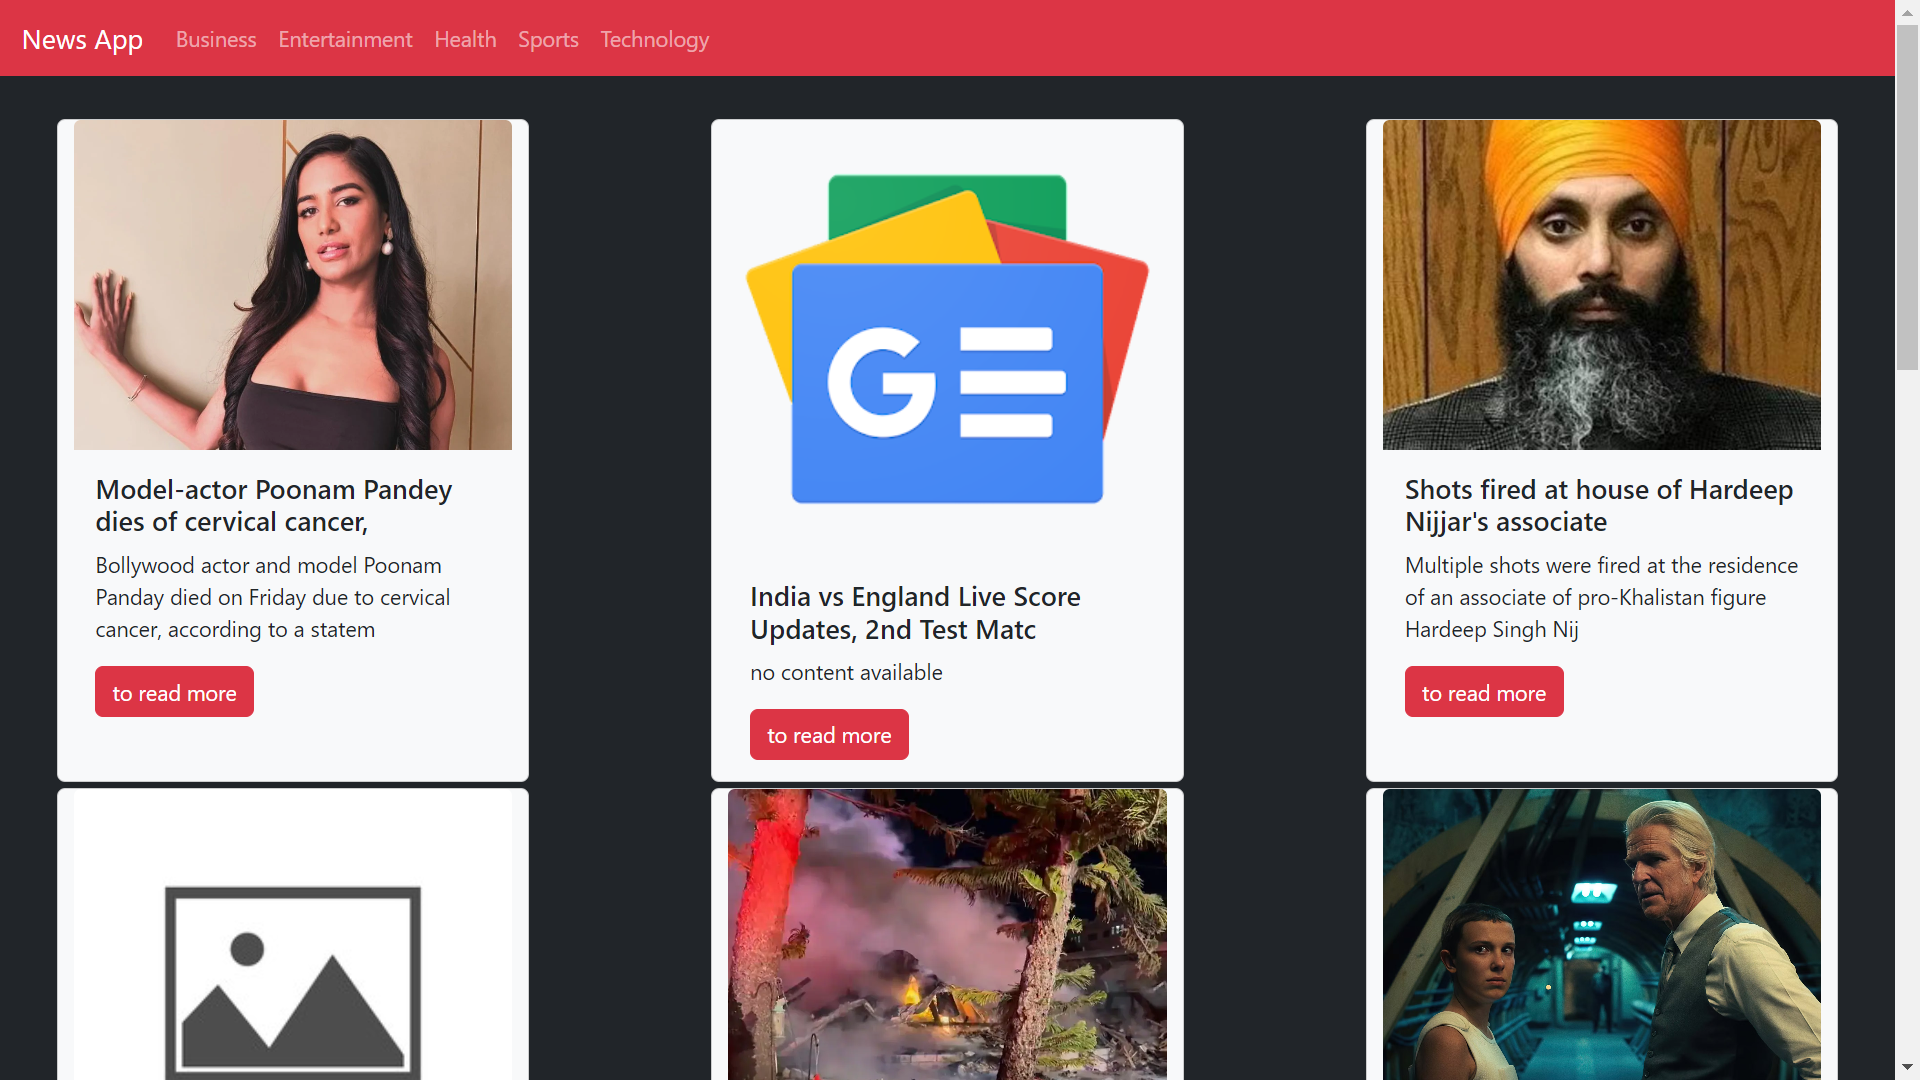 News App
Business
Entertainment
Health
Sports
Technology
Model-actor Poonam Pandey
dies of cervical cancer,
Bollywood actor and model Poonam
Panday died on Friday due to cervical
cancer, according to a statem
to read more
G
India vs England Live Score
Updates, 2nd Test Matc
no content available
to read more
Shots fired at house of Hardeep
Nijjar's associate
Multiple shots were fired at the residence
of an associate of pro-Khalistan figure
Hardeep Singh Nij
to read more